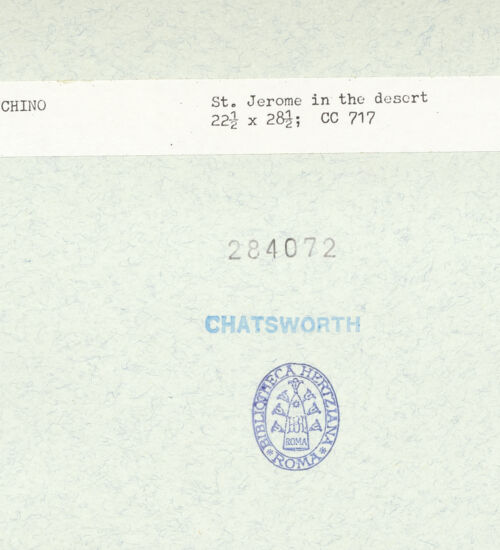 CHINO St. Jerome in the desert
22½ x 28½; CC 717
284072
CHATSWORTH
BIBLIOTHECA HERTZIANA
ROMA
*ROMA*